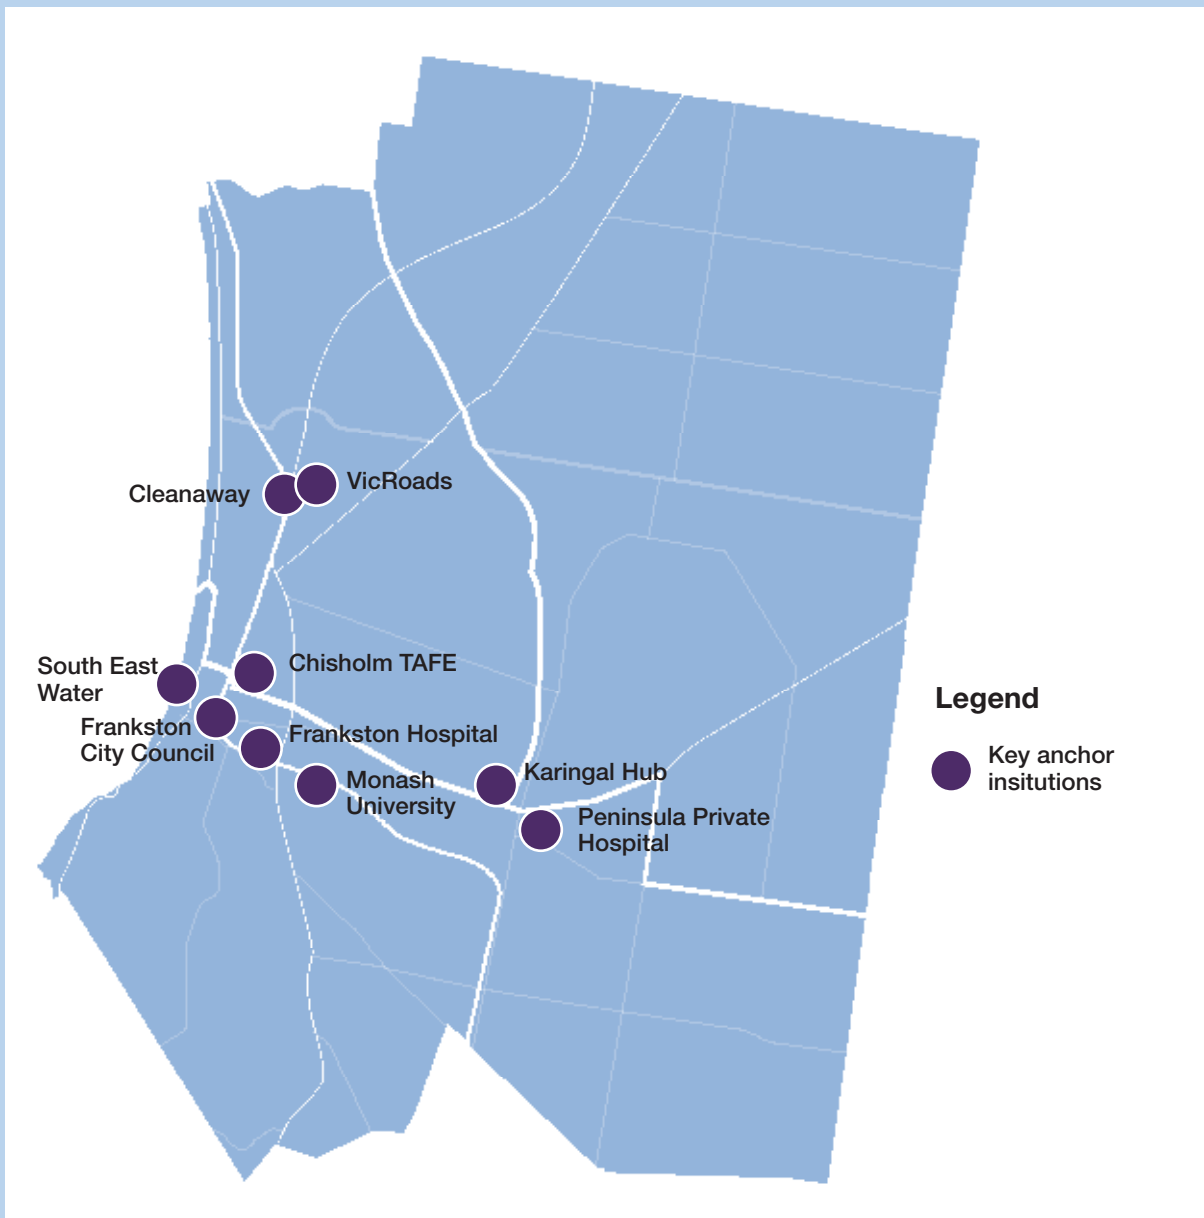 VicRoads
Cleanaway
Chisholm TAFE
South East
Water
Frankston
City Council
Frankston Hospital
Monash
University
Karingal Hub
Peninsula Private
Hospital
Legend
Key anchor
insitutions